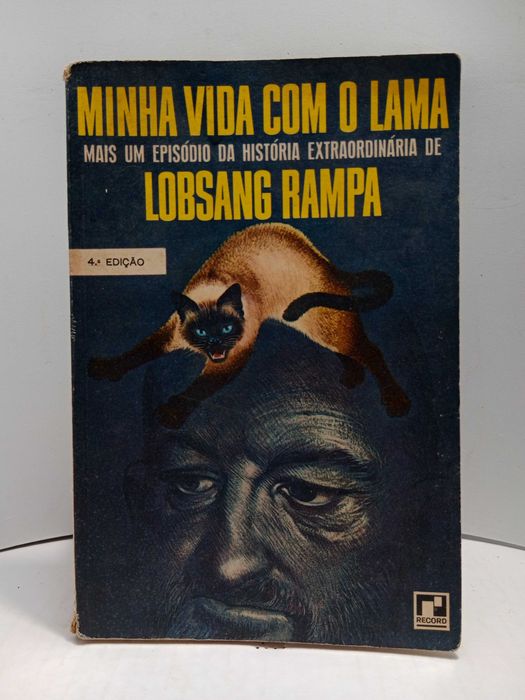 MINHA VIDA COM O LAMA
MAIS UM EPISÓDIO DA HISTÓRIA EXTRAORDINÁRIA DE
LOBSANG RAMPA
4.ª EDIÇÃO
RECORD